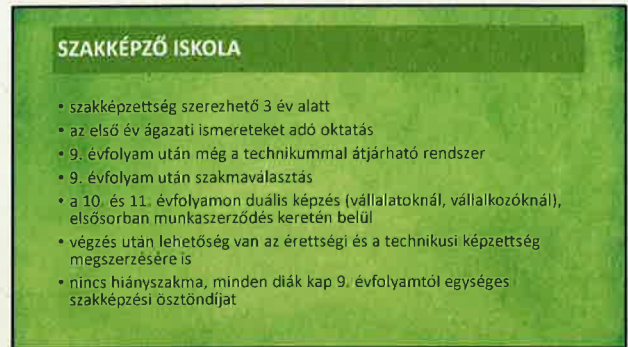 SZAKKÉPZŐ ISKOLA
• szakképzettség szerezhető 3 év alatt
• az első év ágazati ismereteket adó oktatás
• 9. évfolyam után még a technikummal átjárható rendszer
• 9. évfolyam után szakmaválasztás
• a 10. és 11. évfolyamon duális képzés (vállalatoknál, vállalkozóknál),
elsősorban munkaszerződés keretén belül
• végzés után lehetőség van az érettségi és a technikusi képzettség
megszerzésére is
• nincs hiányszakma, minden diák kap 9. évfolyamtól egységes
szakképzési ösztöndíjat